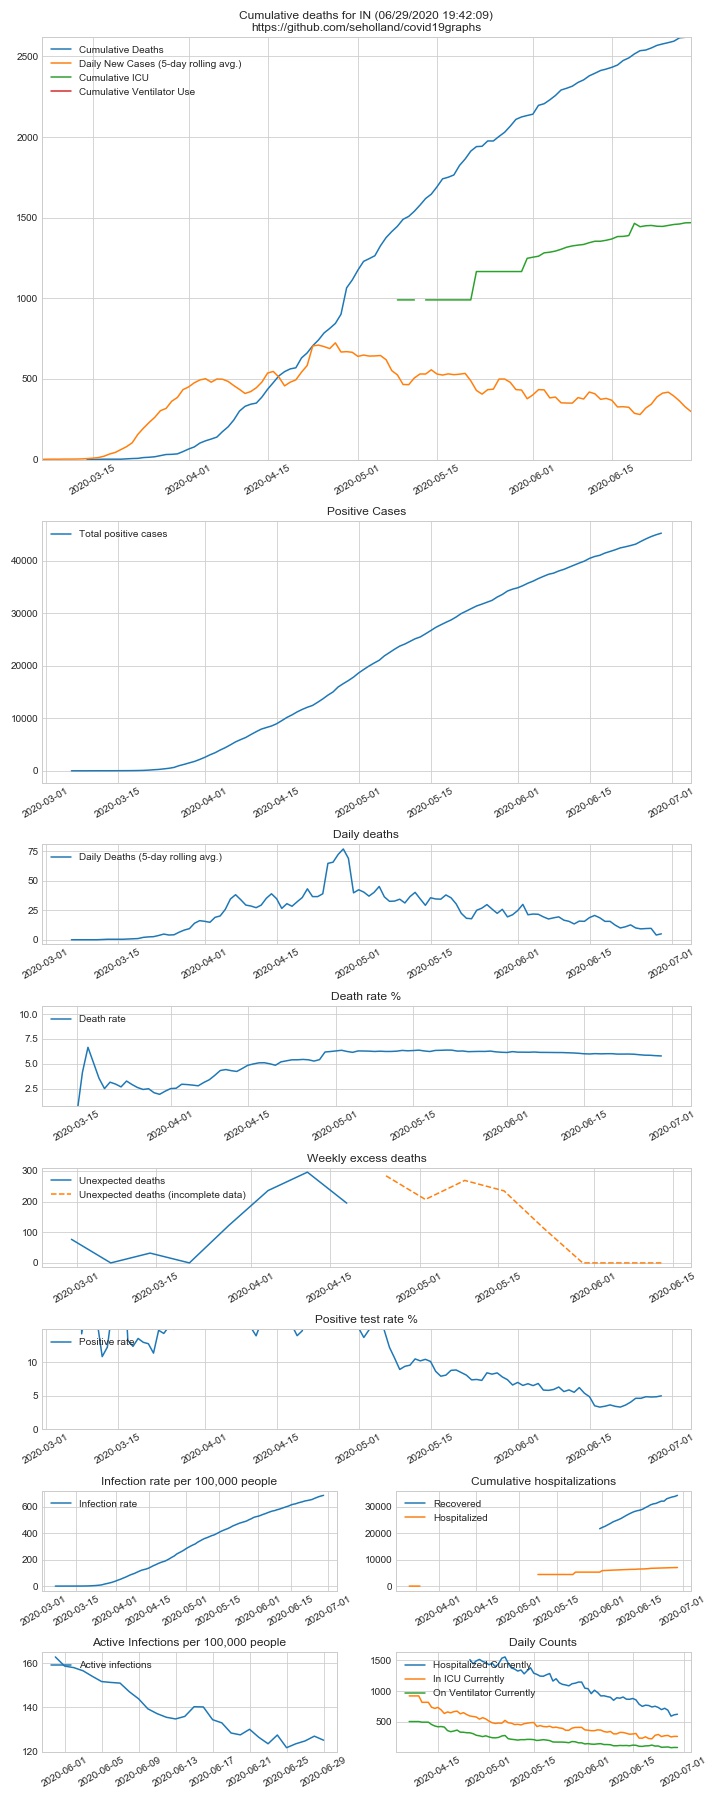 Cumulative deaths for IN (06/29/2020 19:42:09)
https://github.com/seholland/covid19graphs
Cumulative Deaths
Daily New Cases (5-day rolling avg.)
Cumulative ICU
Cumulative Ventilator Use
2500
2000
1500
1000
500
0
2020-03-15 2020-04-01 2020-04-15 2020-05-01 2020-05-15 2020-06-01 2020-06-15
Positive Cases
Total positive cases
40000
30000
20000
10000
0
2020-03-01 2020-03-15 2020-04-01 2020-04-15 2020-05-01 2020-05-15 2020-06-01 2020-06-15 2020-07-01
Daily deaths
Daily Deaths (5-day rolling avg.)
75
50
25
0
2020-03-01 2020-03-15 2020-04-01 2020-04-15 2020-05-01 2020-05-15 2020-06-01 2020-06-15 2020-07-01
Death rate %
Death rate
10.0
7.5
5.0
2.5
2020-03-15 2020-04-01 2020-04-15 2020-05-01 2020-05-15 2020-06-01 2020-06-15 2020-07-01
Weekly excess deaths
Unexpected deaths
Unexpected deaths (incomplete data)
300
200
100
0
2020-03-01 2020-03-15 2020-04-01 2020-04-15 2020-05-01 2020-05-15 2020-06-01 2020-06-15
Positive test rate %
Positive rate
10
5
0
2020-03-01 2020-03-15 2020-04-01 2020-04-15 2020-05-01 2020-05-15 2020-06-01 2020-06-15 2020-07-01
Infection rate per 100,000 people
Infection rate
600
400
200
0
2020-03-01 2020-03-15 2020-04-01 2020-04-15 2020-05-01 2020-05-15 2020-06-01 2020-06-15 2020-07-01
Cumulative hospitalizations
Recovered
Hospitalized
30000
20000
10000
0
2020-04-01 2020-04-15 2020-05-01 2020-05-15 2020-06-01 2020-06-15 2020-07-01
Active Infections per 100,000 people
Active infections
160
140
120
2020-06-01 2020-06-05 2020-06-09 2020-06-13 2020-06-17 2020-06-21 2020-06-25 2020-06-29
Daily Counts
Hospitalized Currently
In ICU Currently
On Ventilator Currently
1500
1000
500
2020-04-15 2020-05-01 2020-05-15 2020-06-01 2020-06-15 2020-07-01